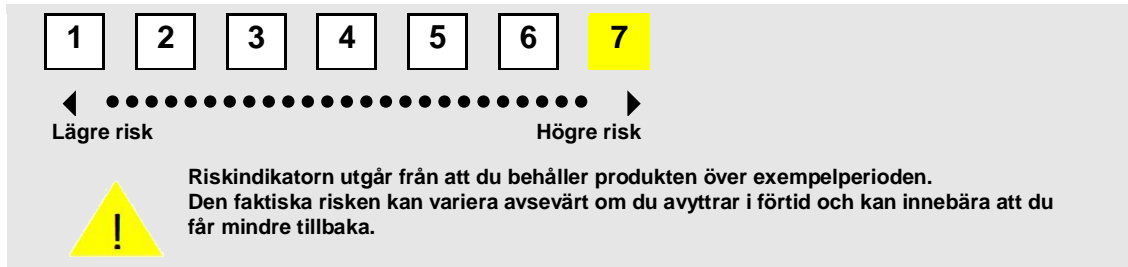 1 2 3 4 5 6 7
Lägre risk Högre risk
Riskindikatorn utgår från att du behåller produkten över exempelperioden.
Den faktiska risken kan variera avsevärt om du avyttrar i förtid och kan innebära att du
får mindre tillbaka.
!